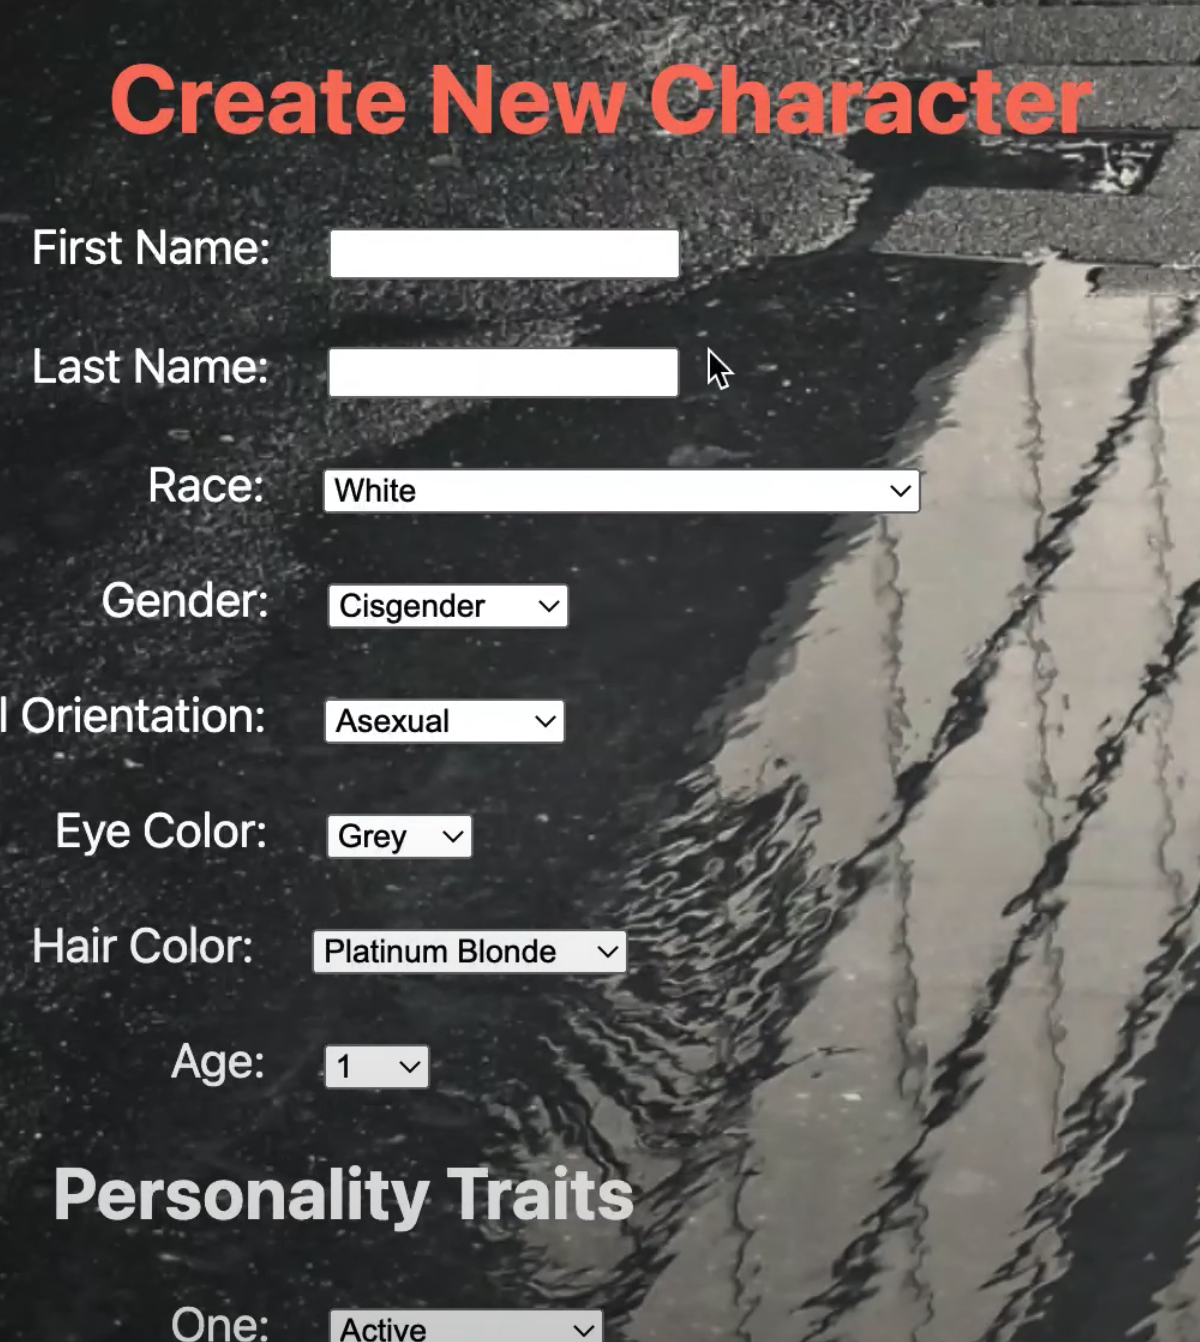 Create New Character
First Name:
Last Name:
Race: White
Gender: Cisgender
l Orientation: Asexual
Eye Color: Grey
Hair Color: Platinum Blonde
Age: 1
Personality Traits
One: Active